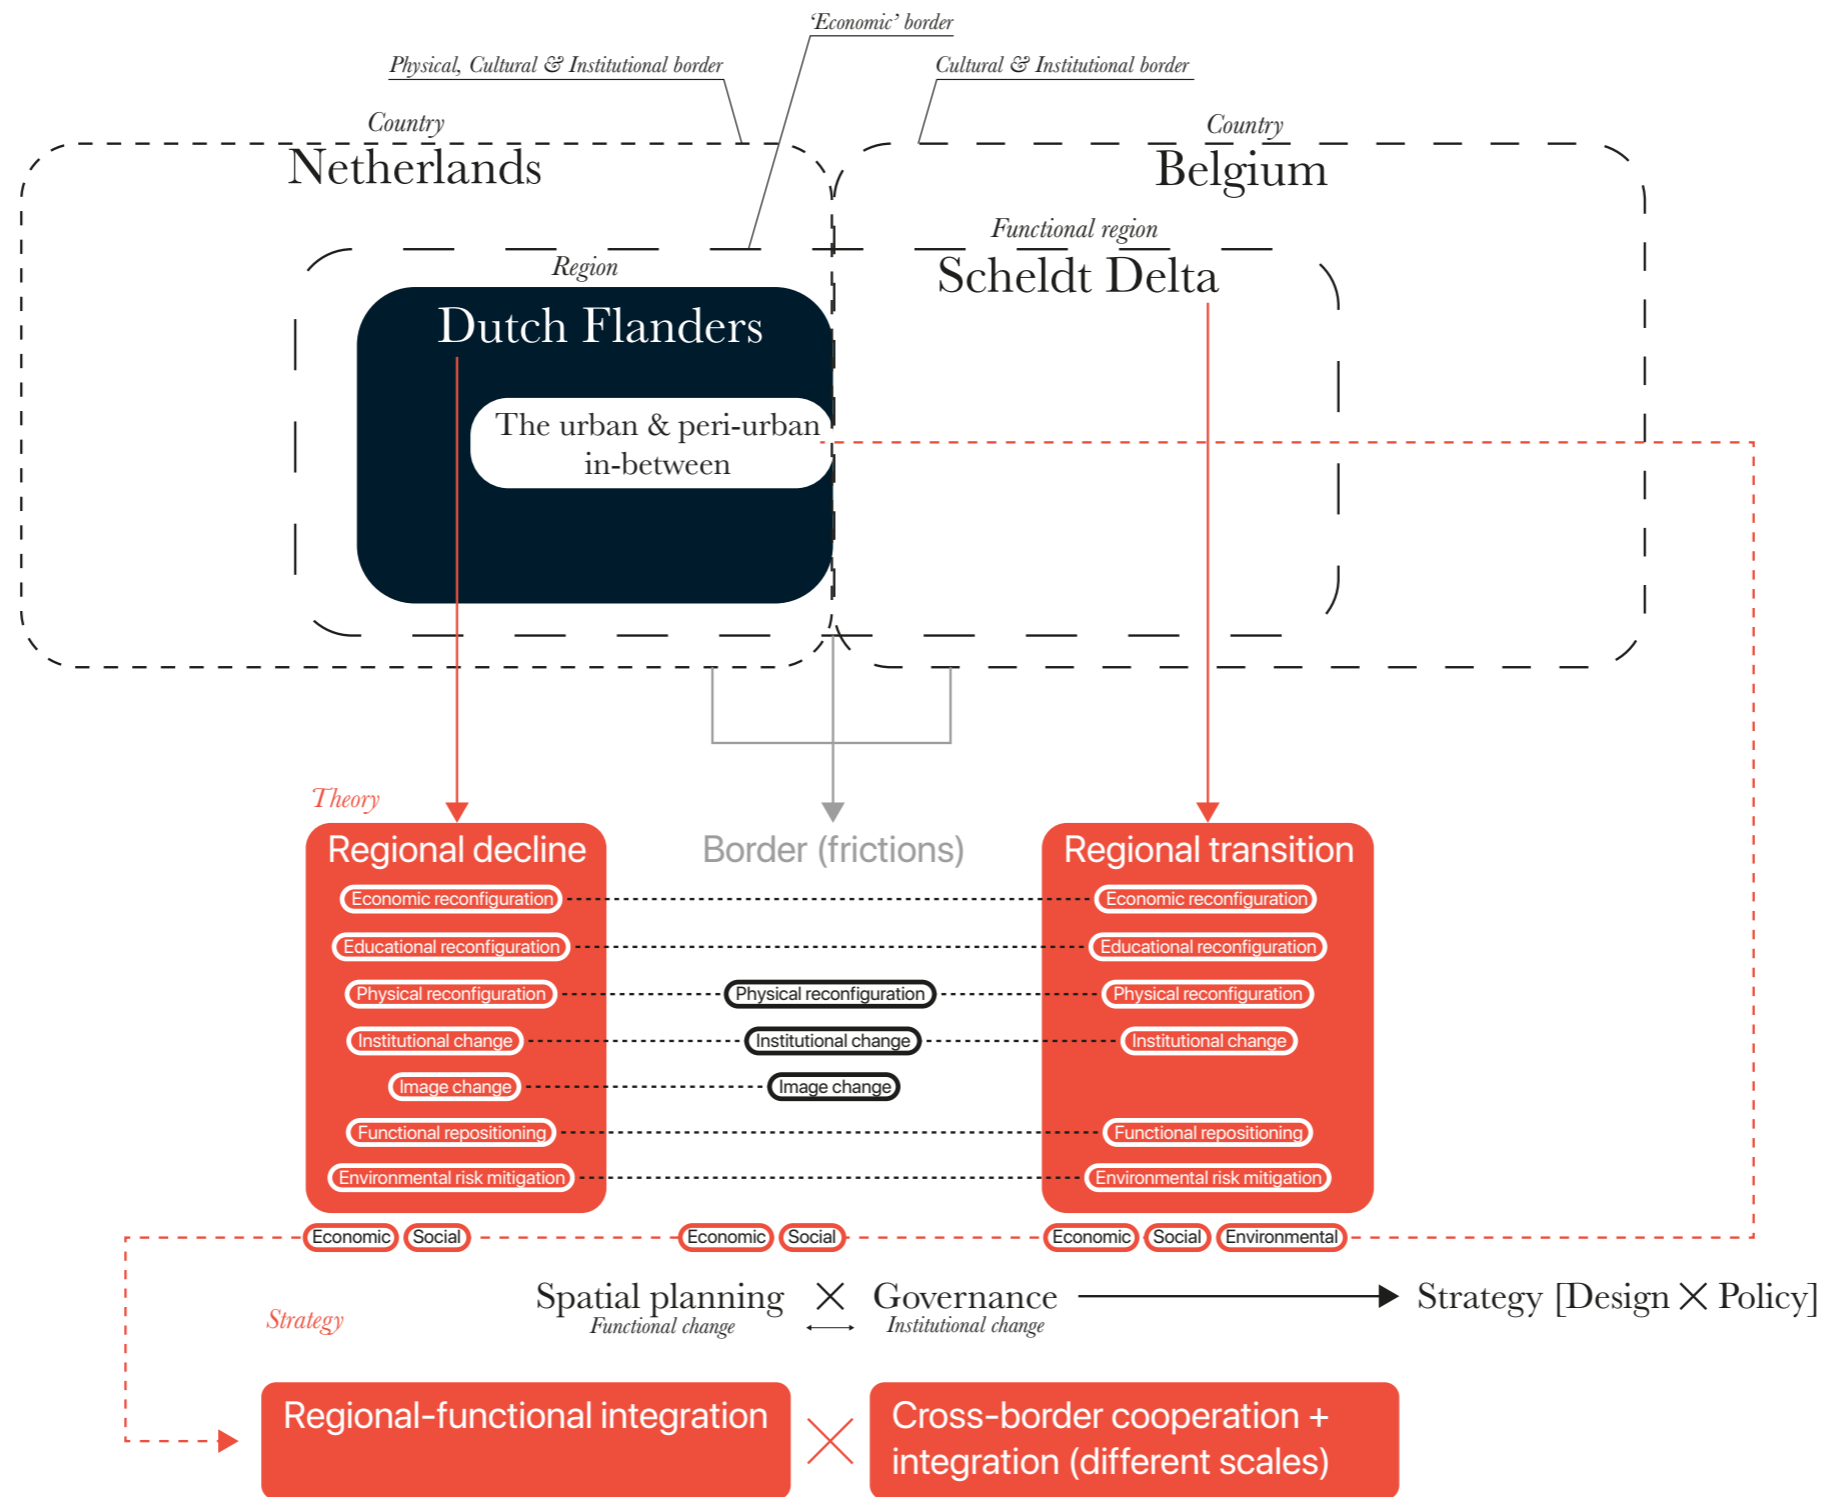 ‘Economic’ border
Physical, Cultural & Institutional border
Cultural & Institutional border
Country
Netherlands
Country
Belgium
Functional region
Scheldt Delta
Region
Dutch Flanders
The urban & peri-urban
in-between
Theory
Regional decline
Border (frictions)
Regional transition
Economic reconfiguration
Economic reconfiguration
Educational reconfiguration
Educational reconfiguration
Physical reconfiguration
Physical reconfiguration
Physical reconfiguration
Institutional change
Institutional change
Institutional change
Image change
Image change
Functional repositioning
Functional repositioning
Environmental risk mitigation
Environmental risk mitigation
Economic
Social
Economic
Social
Economic
Social
Environmental
Spatial planning × Governance
Strategy [Design × Policy]
Functional change
Institutional change
Strategy
Regional-functional integration
×
Cross-border cooperation +
integration (different scales)